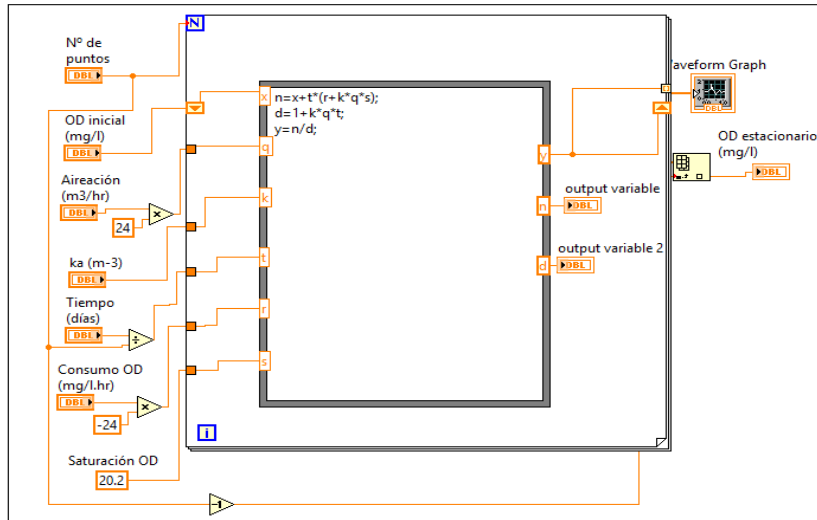 Nº de
puntos
DBL
N
OD inicial
(mg/l)
DBL
Aireación
(m3/hr)
DBL
24
×
ka (m-3)
DBL
Tiempo
(días)
DBL
÷
Consumo OD
(mg/l.hr)
DBL
-24
×
Saturación OD
20.2
-1
i
x
q
k
t
r
s
n=x+t*(r+k*q*s);
d=1+k*q*t;
y=n/d;
y
n
d
output variable
DBL
output variable 2
DBL
aveform Graph
DBL
OD estacionario
(mg/l)
DBL